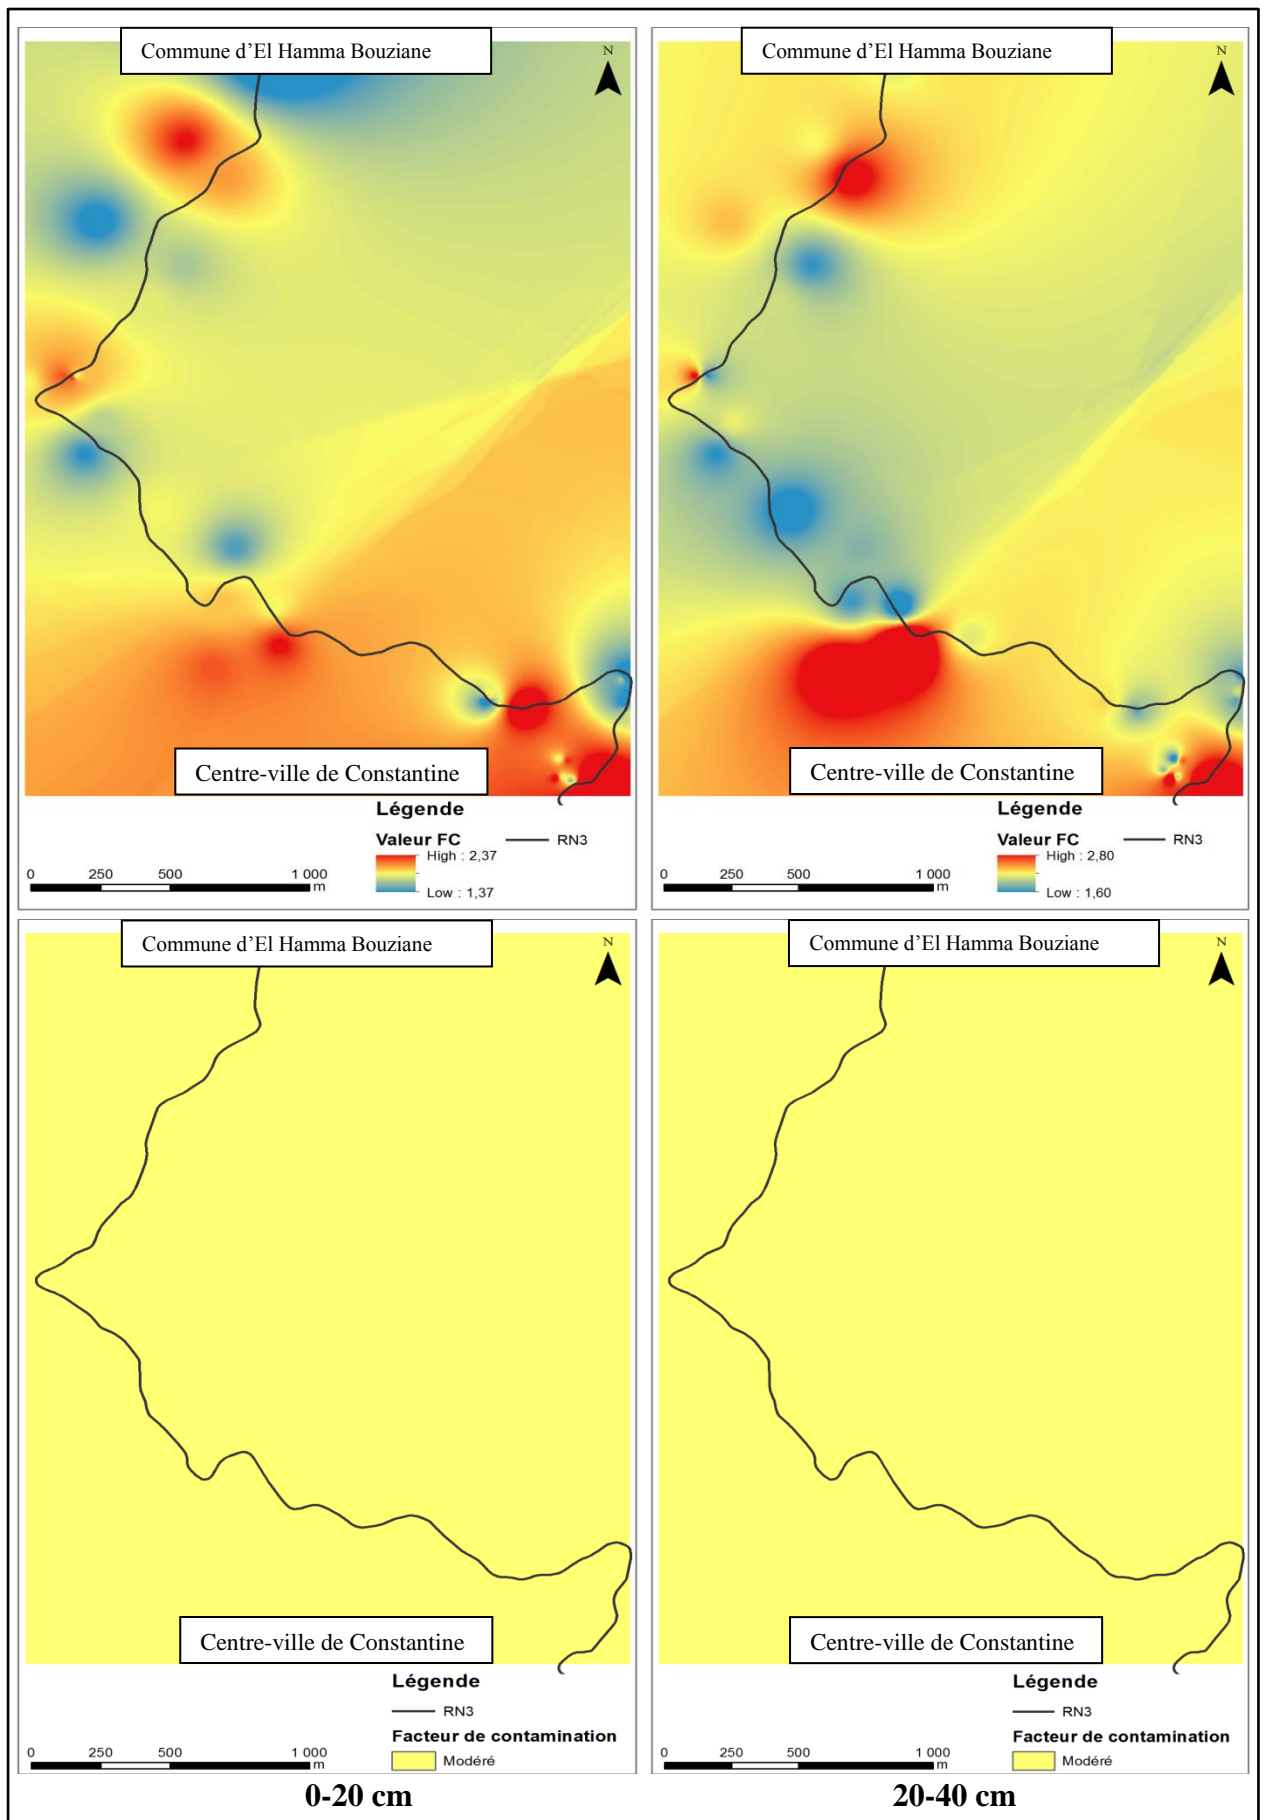 Commune d'El Hamma Bouziane
N
Centre-ville de Constantine
Légende
Valeur FC
RN3
High : 2,37
Low : 1,37
0 250 500 1 000
m
Commune d'El Hamma Bouziane
N
Centre-ville de Constantine
Légende
Valeur FC
RN3
High : 2,80
Low : 1,60
0 250 500 1 000
m
Commune d'El Hamma Bouziane
N
Centre-ville de Constantine
Légende
RN3
Facteur de contamination
Modéré
0 250 500 1 000
m
0-20 cm
Commune d'El Hamma Bouziane
N
Centre-ville de Constantine
Légende
RN3
Facteur de contamination
Modéré
0 250 500 1 000
m
20-40 cm